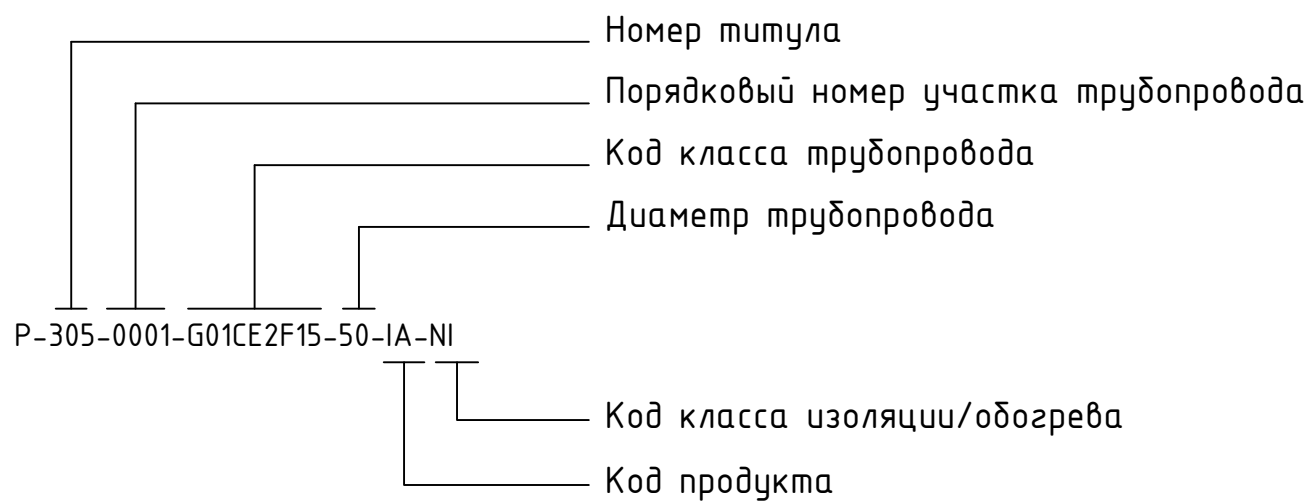 Номер титула
Порядковый номер участка трубопровода
Код класса трубопровода
Диаметр трубопровода
P-305-0001-G01CE2F15-50-IA-NI
Код класса изоляции/обогрева
Код продукта